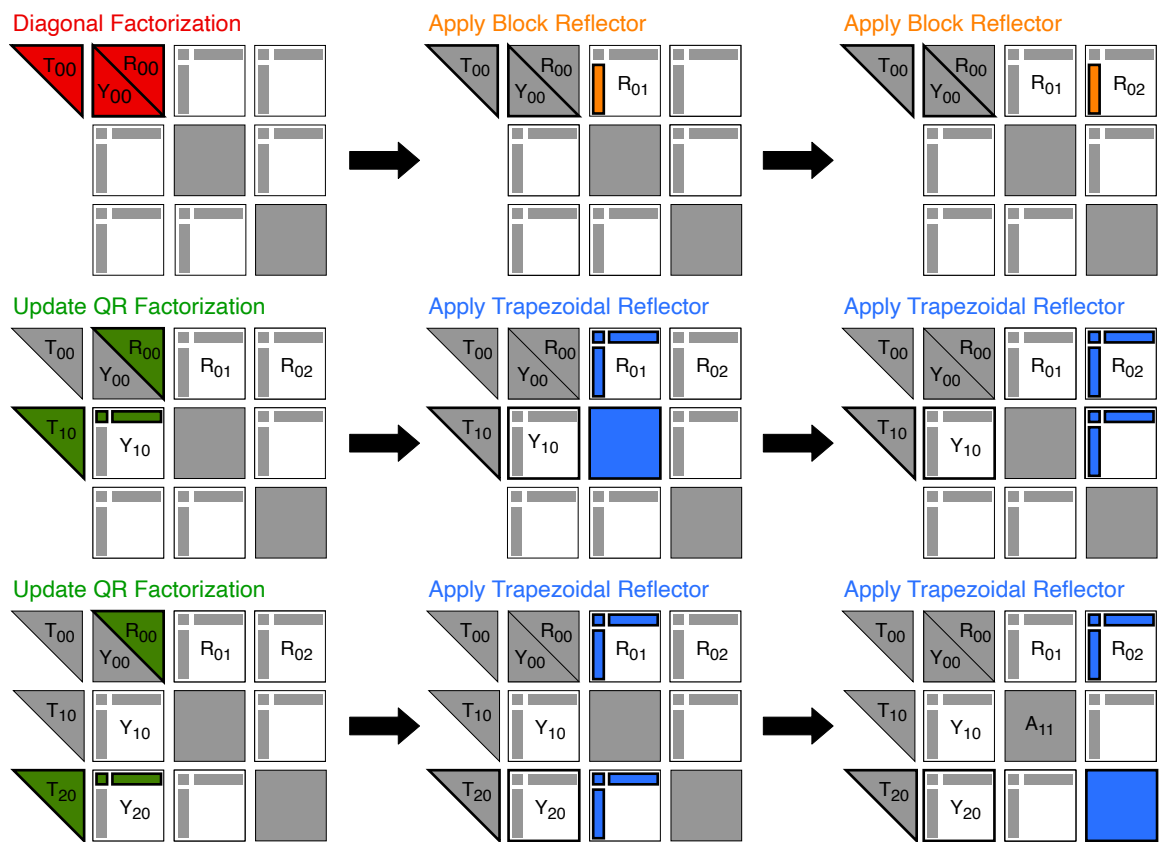 Diagonal Factorization
T00
R00
Y00
Apply Block Reflector
T00
R00
Y00
R01
Apply Block Reflector
T00
R00
Y00
R01
R02
Update QR Factorization
T00
R00
Y00
R01
R02
T10
Y10
Apply Trapezoidal Reflector
T00
R00
Y00
R01
R02
T10
Y10
Apply Trapezoidal Reflector
T00
R00
Y00
R01
R02
T10
Y10
Update QR Factorization
T00
R00
Y00
R01
R02
T10
Y10
T20
Y20
Apply Trapezoidal Reflector
T00
R00
Y00
R01
R02
T10
Y10
T20
Y20
Apply Trapezoidal Reflector
T00
R00
Y00
R01
R02
T10
Y10
A11
T20
Y20